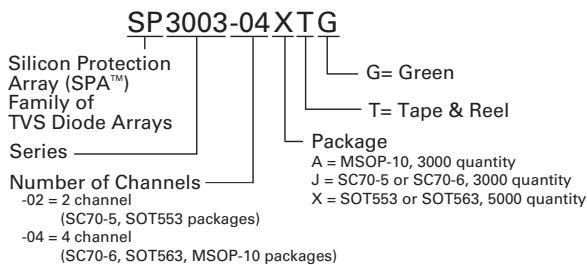 SP3003-04XTG
Silicon Protection
Array (SPA™)
Family of
TVS Diode Arrays
Series
Number of Channels
-02 = 2 channel
(SC70-5, SOT553 packages)
-04 = 4 channel
(SC70-6, SOT563, MSOP-10 packages)
G= Green
T= Tape & Reel
Package
A = MSOP-10, 3000 quantity
J = SC70-5 or SC70-6, 3000 quantity
X = SOT553 or SOT563, 5000 quantity